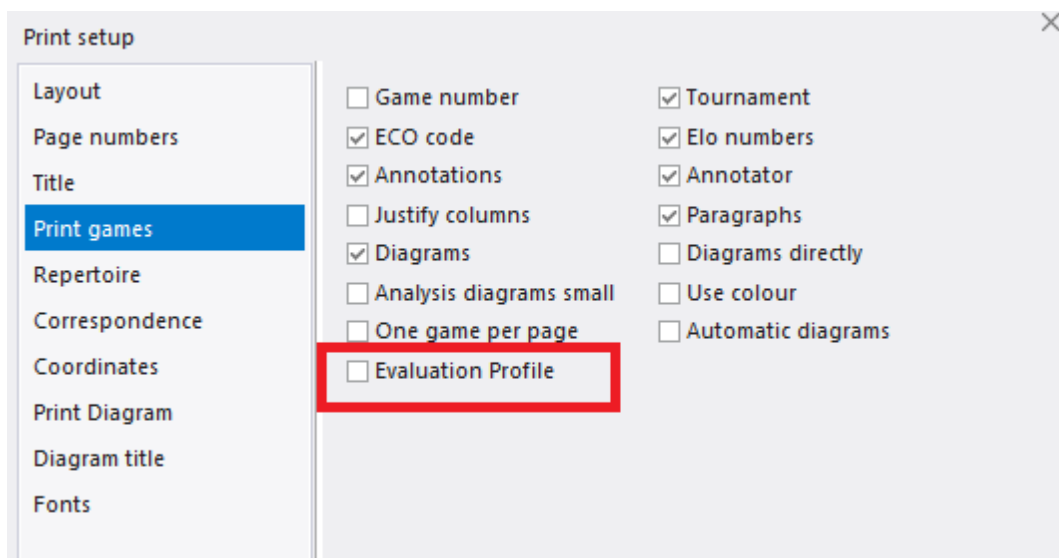 Print setup
Layout
Page numbers
Title
Print games
Repertoire
Correspondence
Coordinates
Print Diagram
Diagram title
Fonts
Game number
Tournament
ECO code
Elo numbers
Annotations
Annotator
Justify columns
Paragraphs
Diagrams
Diagrams directly
Analysis diagrams small
Use colour
One game per page
Automatic diagrams
Evaluation Profile